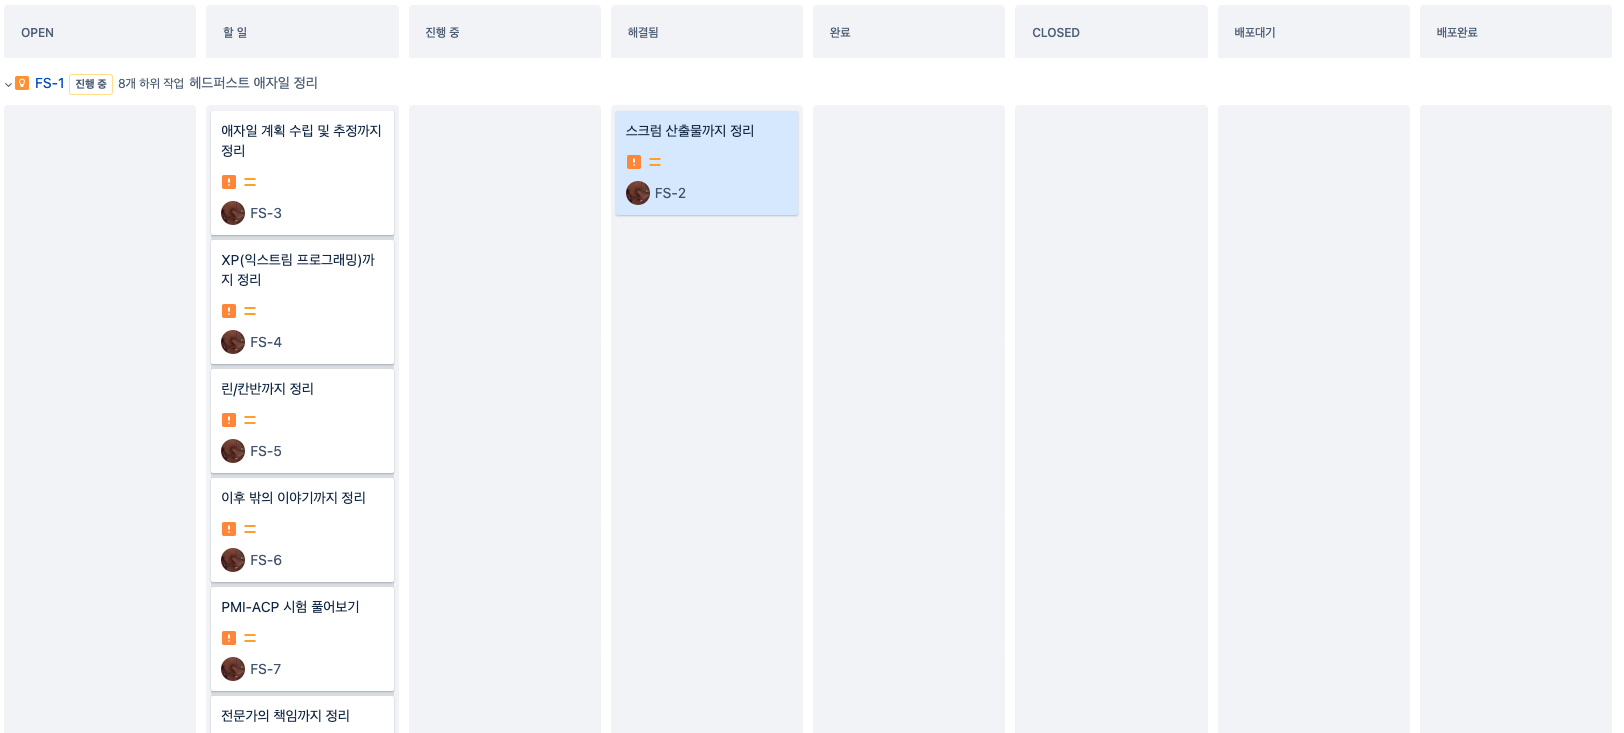 OPEN
할 일
진행 중
해결됨
완료
CLOSED
배포대기
배포완료
FS-1 진행 중 8개 하위 작업 헤드퍼스트 애자일 정리
애자일 계획 수립 및 추정까지
정리
FS-3
XP(익스트림 프로그래밍)까
지 정리
FS-4
린/칸반까지 정리
FS-5
이후 밖의 이야기까지 정리
FS-6
PMI-ACP 시험 풀어보기
FS-7
전문가의 책임까지 정리
스크럼 산출물까지 정리
FS-2